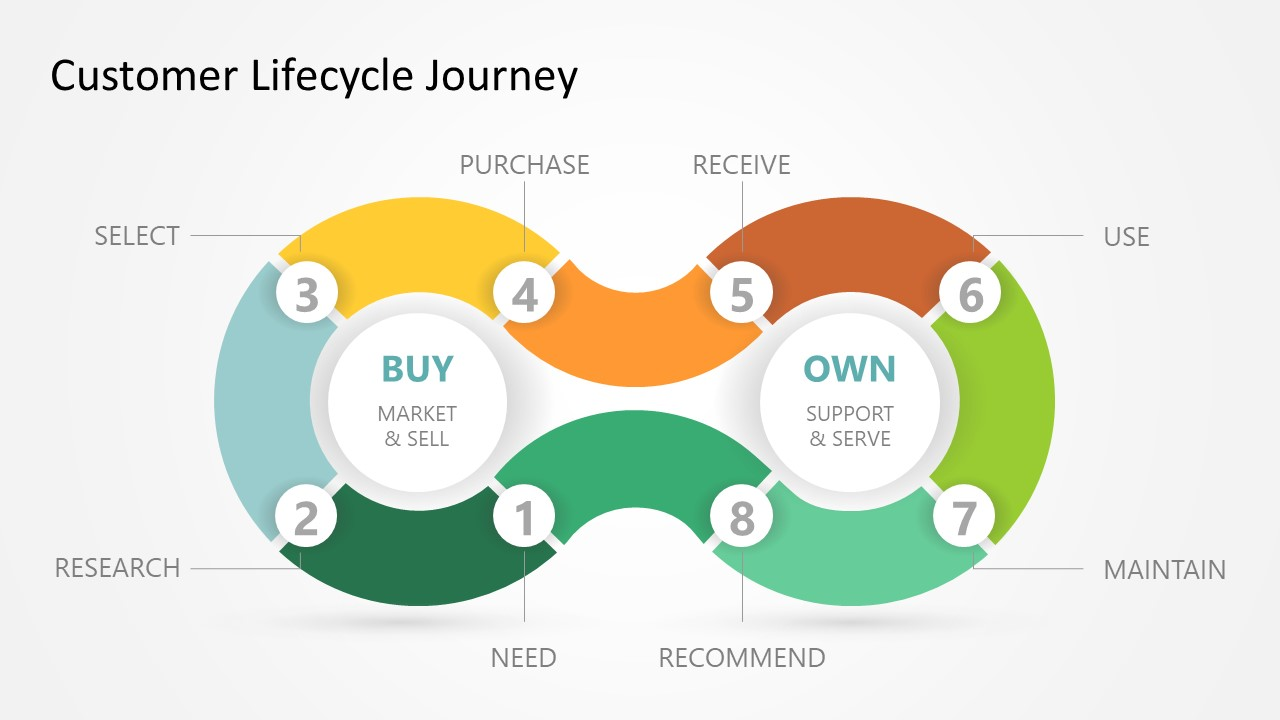 Customer Lifecycle Journey
PURCHASE
RECEIVE
SELECT
USE
3
4
5
6
BUY
MARKET
& SELL
OWN
SUPPORT
& SERVE
2
1
8
7
RESEARCH
MAINTAIN
NEED
RECOMMEND